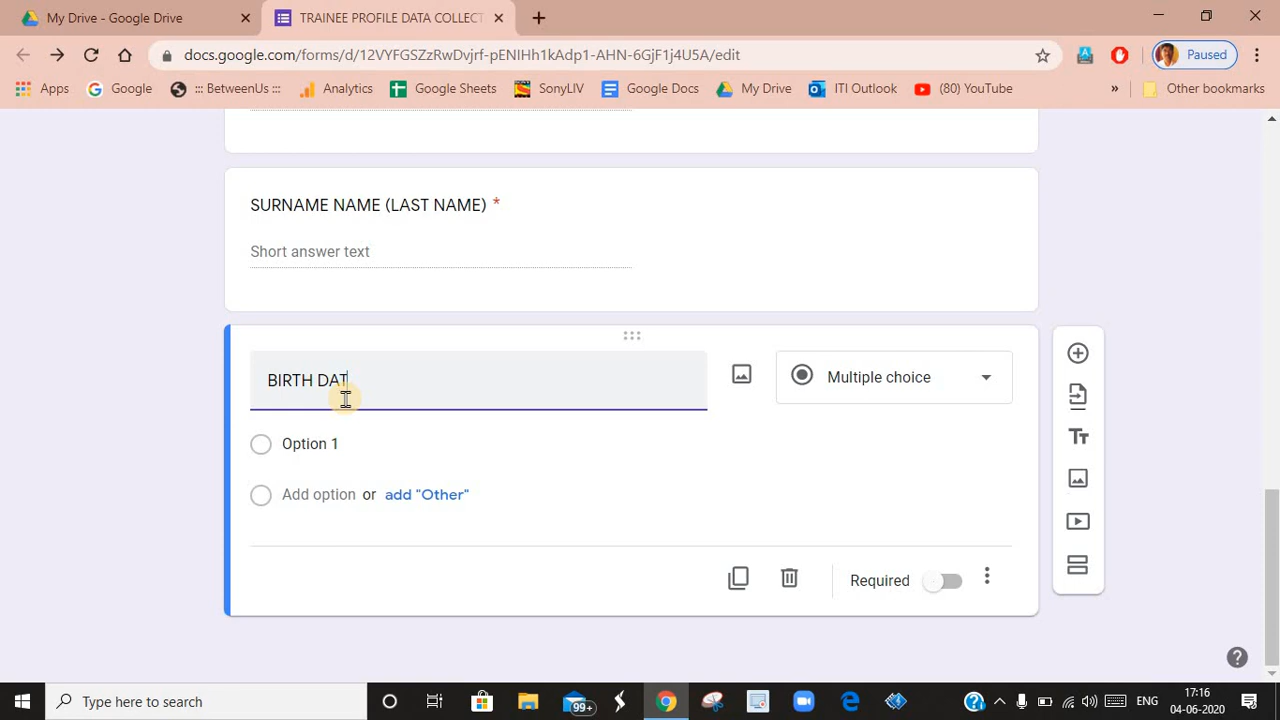 My Drive - Google Drive
TRAINEE PROFILE DATA COLLECT
docs.google.com/forms/d/12VYFGSZzRwDvirf-pENIHh1kAdp1-AHN-6GjF1j4U5A/edit
Paused
Apps
Google
::: BetweenUs :::
Analytics
Google Sheets
SonyLIV
Google Docs
My Drive
ITI Outlook
(80) YouTube
»
Other bookmarks
SURNAME NAME (LAST NAME) *
Short answer text
BIRTH DAT
Multiple choice
Option 1
Add option or add "Other"
Required
Type here to search
99+
ENG
17:16
04-06-2020